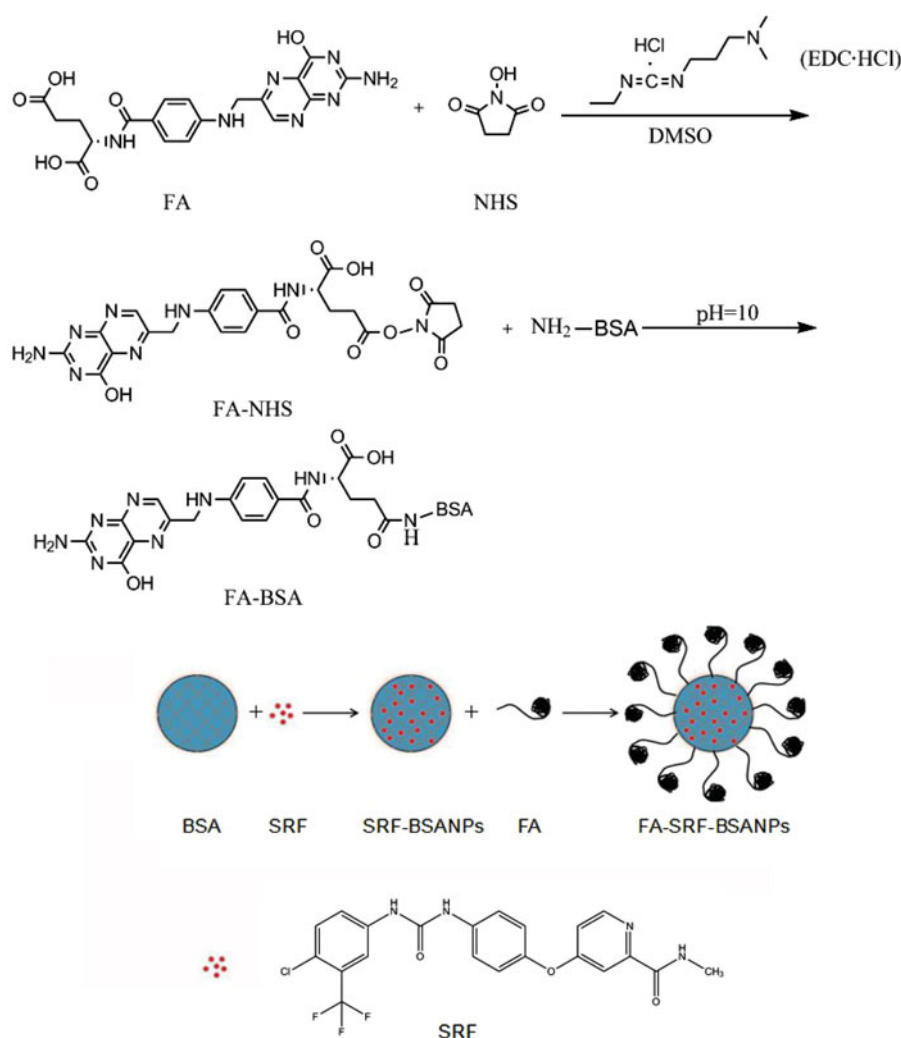 HO N N NH2
OH O N N N
O NH
HO NH
O
FA
+
OH
O N O
NHS
HCl
·
N=C=N N
DMSO
(EDC·HCl)
O OH
HN O
N N N O
H2N N N O O N
OH O
FA-NHS
+ NH2-BSA
pH=10
O OH
HN
N N HN O BSA
H2N N N O N
OH H
FA-BSA
+ +
BSA SRF SRF-BSANPs FA FA-SRF-BSANPs
H H
N N N
O H
Cl O N CH3
O
F F
F
SRF